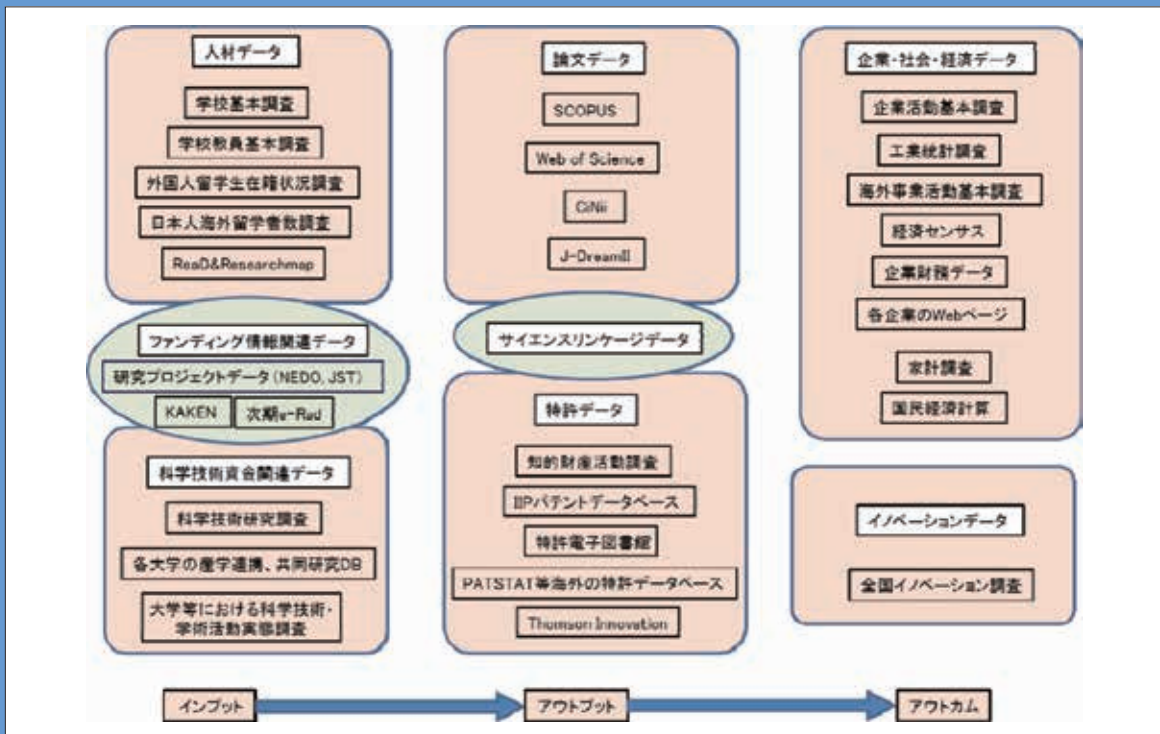 人材データ
学校基本調査
学校教員基本調査
外国人留学生在籍状況調査
日本人海外留学者数調査
ReaD&Researchmap
ファンディング情報関連データ
研究プロジェクトデータ(NEDO, JST)
KAKEN
次期e-Rad
科学技術資金関連データ
科学技術研究調査
各大学の産学連携、共同研究DB
大学等における科学技術・
学術活動実態調査
論文データ
SCOPUS
Web of Science
CiNii
J-DreamII
サイエンスリンケージデータ
特許データ
知的財産活動調査
IIPパテントデータベース
特許電子図書館
PATSTAT等海外の特許データベース
Thomson Innovation
企業・社会・経済データ
企業活動基本調査
工業統計調査
海外事業活動基本調査
経済センサス
企業財務データ
各企業のWebページ
家計調査
国民経済計算
イノベーションデータ
全国イノベーション調査
インプット
アウトプット
アウトカム